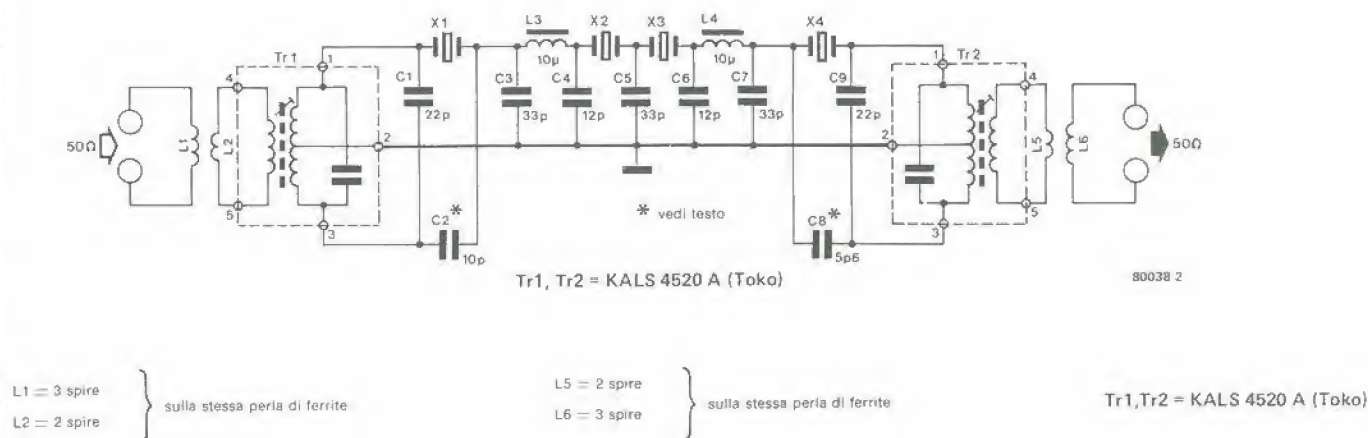 X1
L3
X2
X3
L4
X4
Tr1
1
10µ
10µ
1
Tr2
4
C1
C3
C4
C5
C6
C7
C9
4
22p
33p
12p
33p
12p
33p
22p
50Ω
L1
L2
2
2
L5
L6
50Ω
5
3
C2
*
10p
* vedi testo
C8
*
5p6
3
5
Tr1, Tr2 = KALS 4520 A (Toko)
80038 2
L1 = 3 spire
L2 = 2 spire
sulla stessa perla di ferrite
L5 = 2 spire
L6 = 3 spire
sulla stessa perla di ferrite
Tr1,Tr2 = KALS 4520 A (Toko)